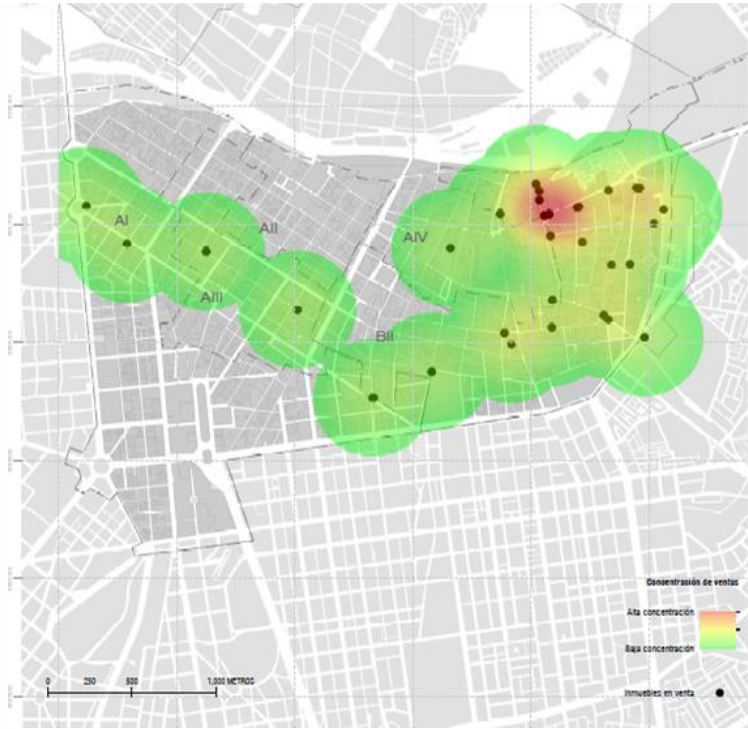 AI
AII
AIV
AIII
BII
Concentración de ventas
Alta concentración
Baja concentración
0 250 500 1,000 METROS
Inmuebles en venta